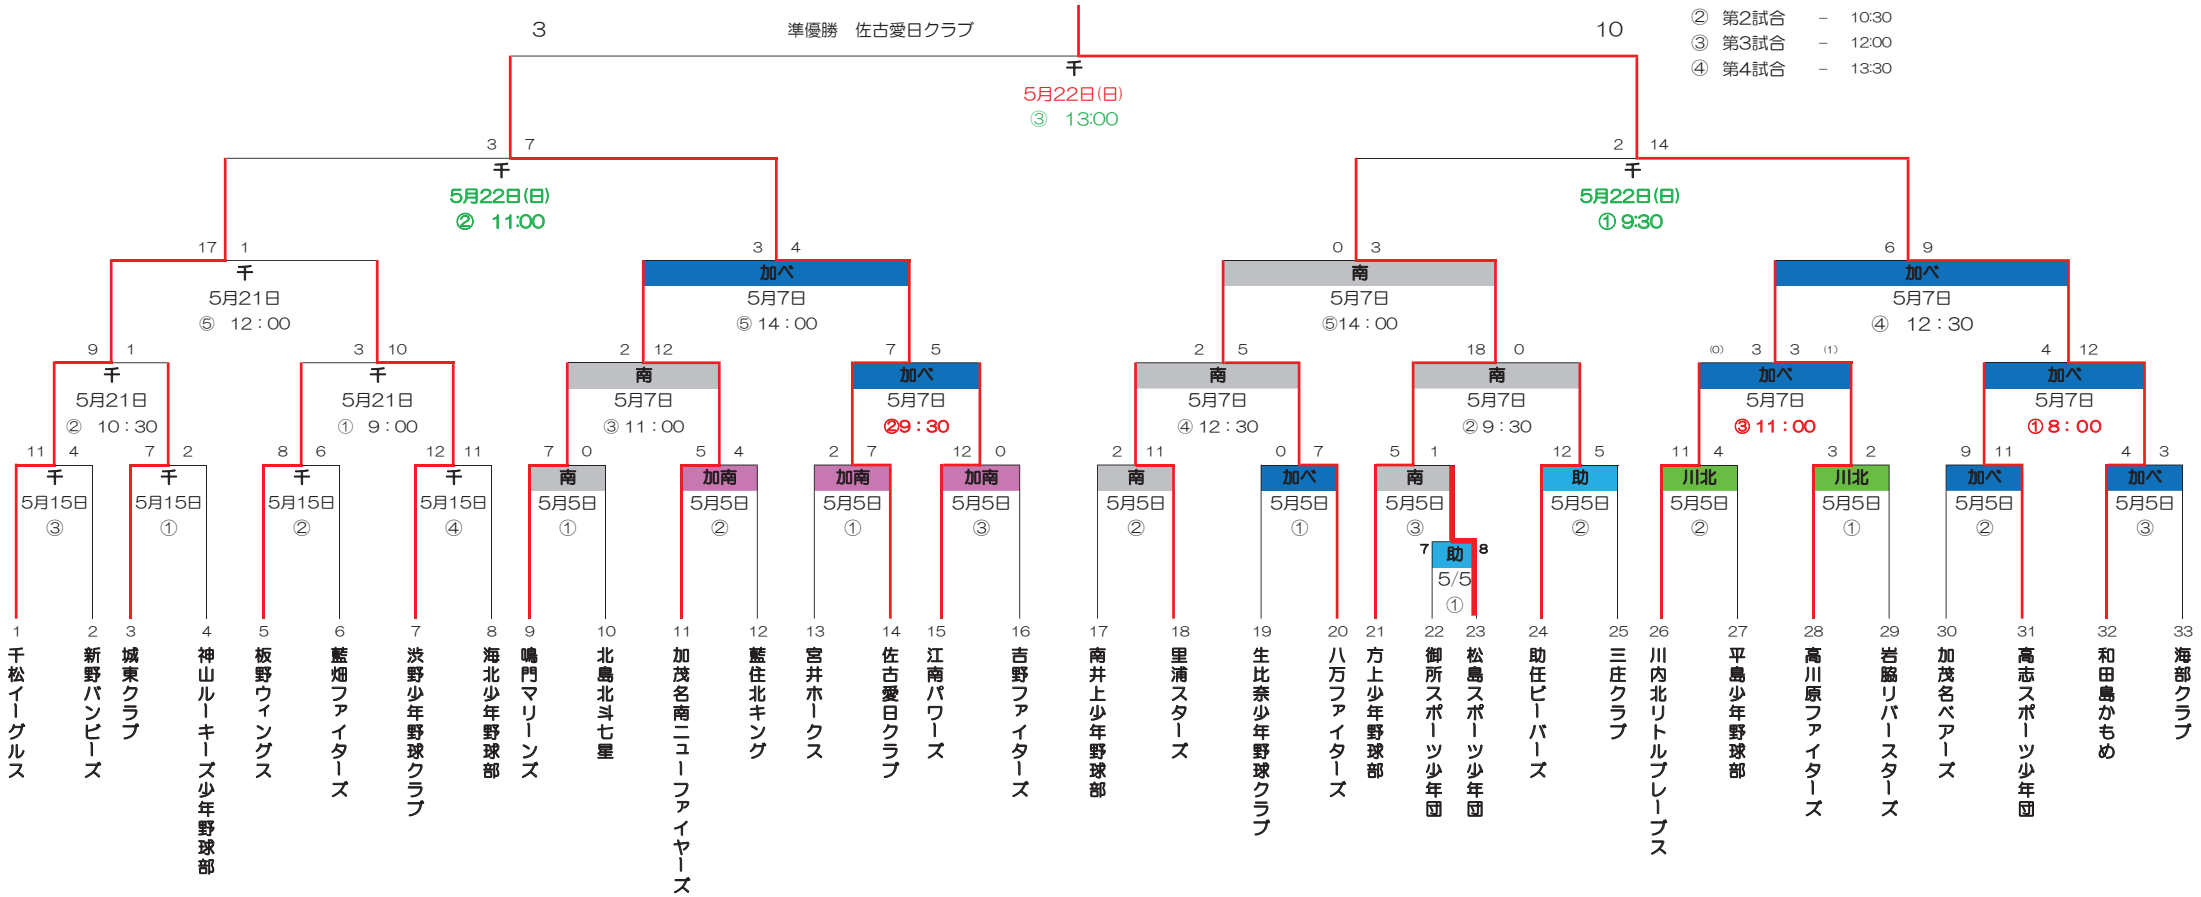 3 準優勝 佐古愛日クラブ 10
② 第2試合 － 10:30
③ 第3試合 － 12:00
④ 第4試合 － 13:30
千
5月22日(日)
③ 13:00
3 7
千
5月22日(日)
② 11:00
2 14
千
5月22日(日)
① 9:30
17 1
千
5月21日
⑤ 12：00
3 4
加べ
5月7日
⑤ 14：00
0 3
南
5月7日
⑤14：00
6 9
加べ
5月7日
④ 12：30
9 1
千
5月21日
② 10：30
3 10
千
5月21日
① 9：00
2 12
南
5月7日
③ 11：00
7 5
加べ
5月7日
②9：30
2 5
南
5月7日
④ 12：30
18 0
南
5月7日
② 9：30
(0) 3 3 (1)
加べ
5月7日
③ 11：00
4 12
加べ
5月7日
① 8：00
11 4
千
5月15日
③
7 2
千
5月15日
①
8 6
千
5月15日
②
12 11
千
5月15日
④
7 0
南
5月5日
①
5 4
加南
5月5日
②
2 7
加南
5月5日
①
12 0
加南
5月5日
③
2 11
南
5月5日
②
0 7
加べ
5月5日
①
5 1
南
5月5日
③
7 8
助
5/5
①
12 5
助
5月5日
②
11 4
川北
5月5日
②
3 2
川北
5月5日
①
9 11
加べ
5月5日
②
4 3
加べ
5月5日
③
1 千松イーグルス
2 新野バンビーズ
3 城東クラブ
4 神山ルーキーズ少年野球部
5 板野ウィングス
6 藍畑ファイターズ
7 渋野少年野球クラブ
8 海北少年野球部
9 鳴門マリーンズ
10 北島北斗七星
11 加茂名南ニューファイヤーズ
12 藍住北キング
13 宮井ホークス
14 佐古愛日クラブ
15 江南パワーズ
16 吉野ファイターズ
17 南井上少年野球部
18 里浦スターズ
19 生比奈少年野球クラブ
20 八万ファイターズ
21 方上少年野球部
22 御所スポーツ少年団
23 松島スポーツ少年団
24 助任ビーバーズ
25 三庄クラブ
26 川内北リトルブレーブス
27 平島少年野球部
28 高川原ファイターズ
29 岩脇リバースターズ
30 加茂名ベアーズ
31 高志スポーツ少年団
32 和田島かもめ
33 海部クラブ